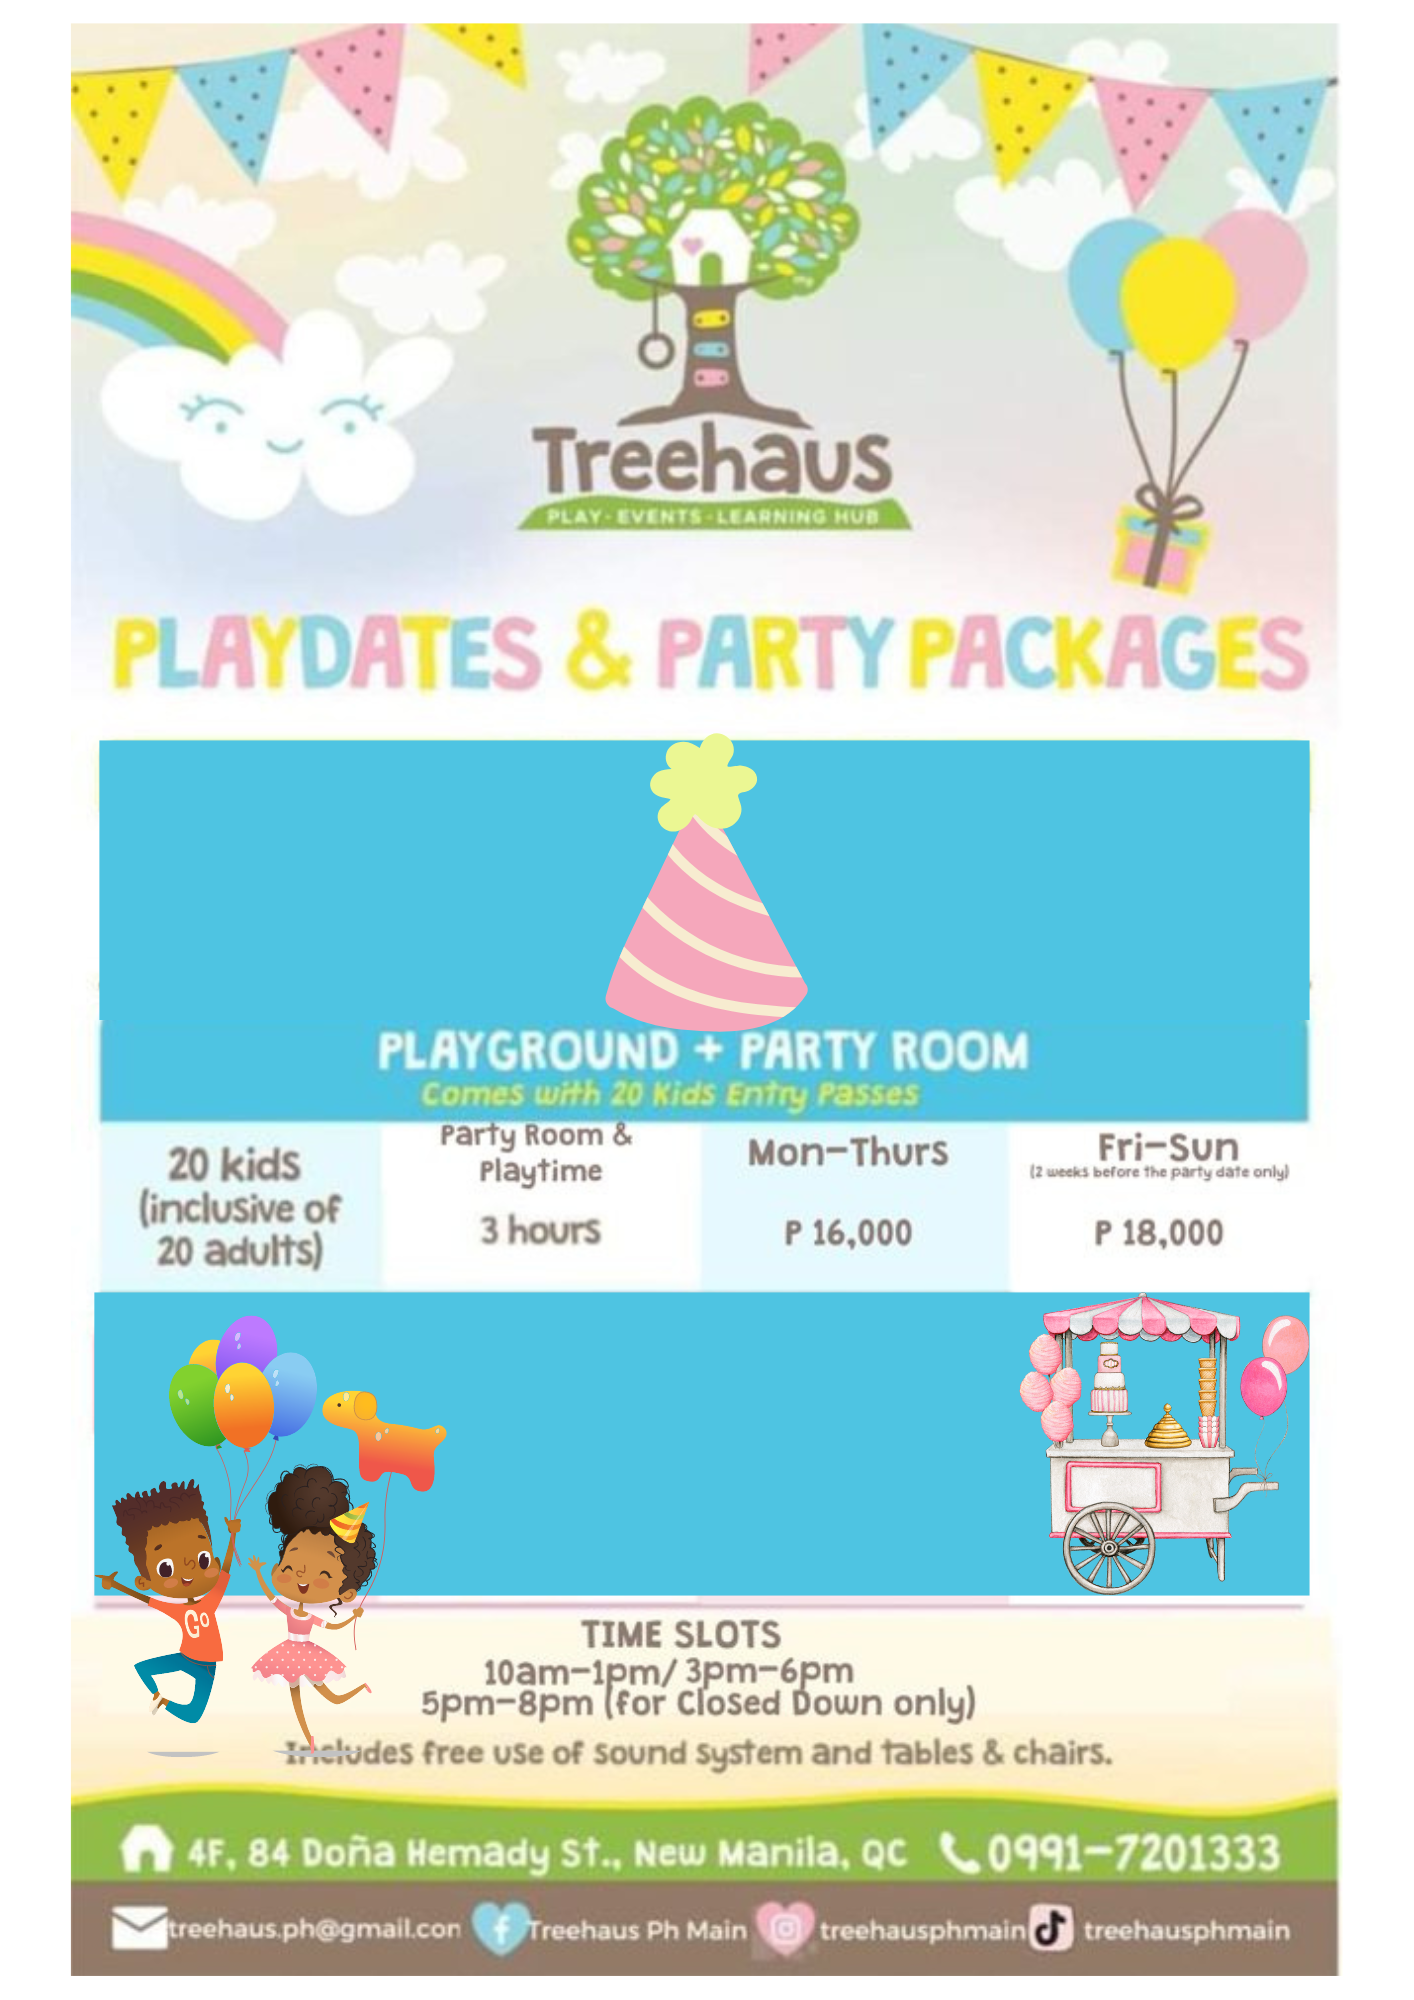 Treehaus
PLAY · EVENTS · LEARNING HUB
PLAYDATES & PARTY PACKAGES
PLAYGROUND + PARTY ROOM
Comes with 20 Kids Entry Passes
20 kids
(inclusive of
20 adults)
Party Room &
Playtime
3 hours
Mon-Thurs
P 16,000
Fri-Sun
(2 weeks before the party date only)
P 18,000
GO
TIME SLOTS
10am-1pm/ 3pm-6pm
5pm-8pm (for Closed Down only)
Includes free use of sound system and tables & chairs.
4F, 84 Doña Hemady St., New Manila, QC
0991-7201333
treehaus.ph@gmail.con
Treehaus Ph Main
treehausphmain
treehausphmain